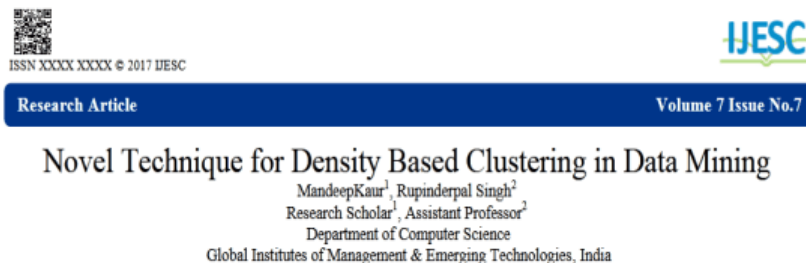 IJESC
ISSN XXXX XXXX © 2017 IJESC
Research Article
Volume 7 Issue No.7
Novel Technique for Density Based Clustering in Data Mining
MandeepKaur1, Rupinderpal Singh2
Research Scholar1, Assistant Professor2
Department of Computer Science
Global Institutes of Management & Emerging Technologies, India